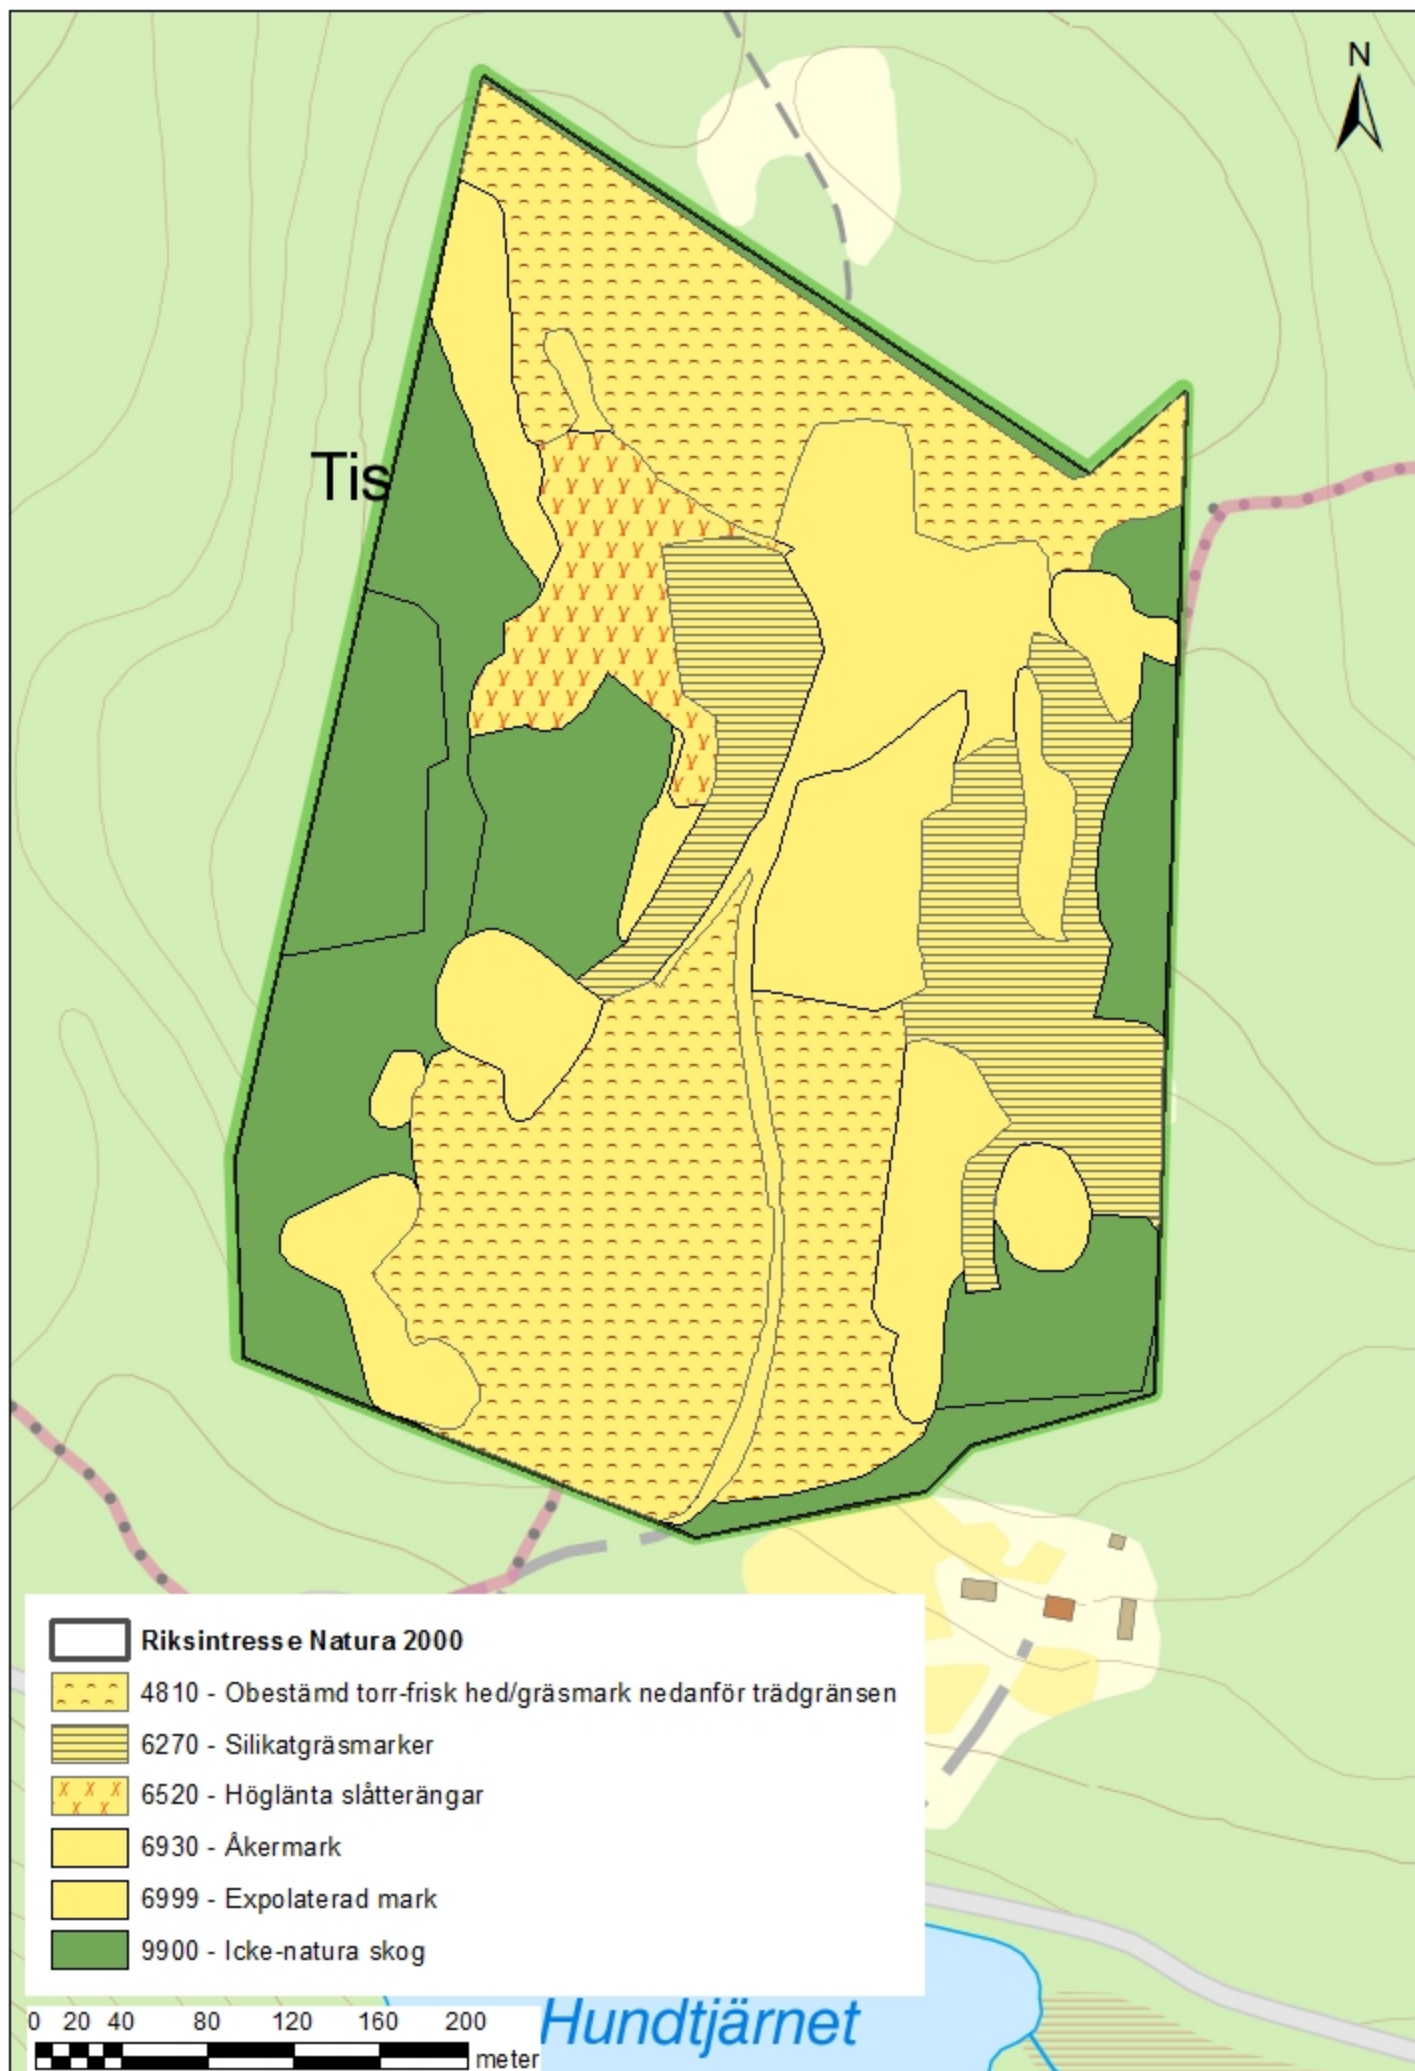 N
Tis
Riksintresse Natura 2000
4810 - Obestämd torr-frisk hed/gräsmark nedanför trädgränsen
6270 - Silikatgräsmarker
6520 - Höglänta slåtterängar
6930 - Åkermark
6999 - Expolaterad mark
9900 - Icke-natura skog
0 20 40 80 120 160 200
meter
Hundtjärnet